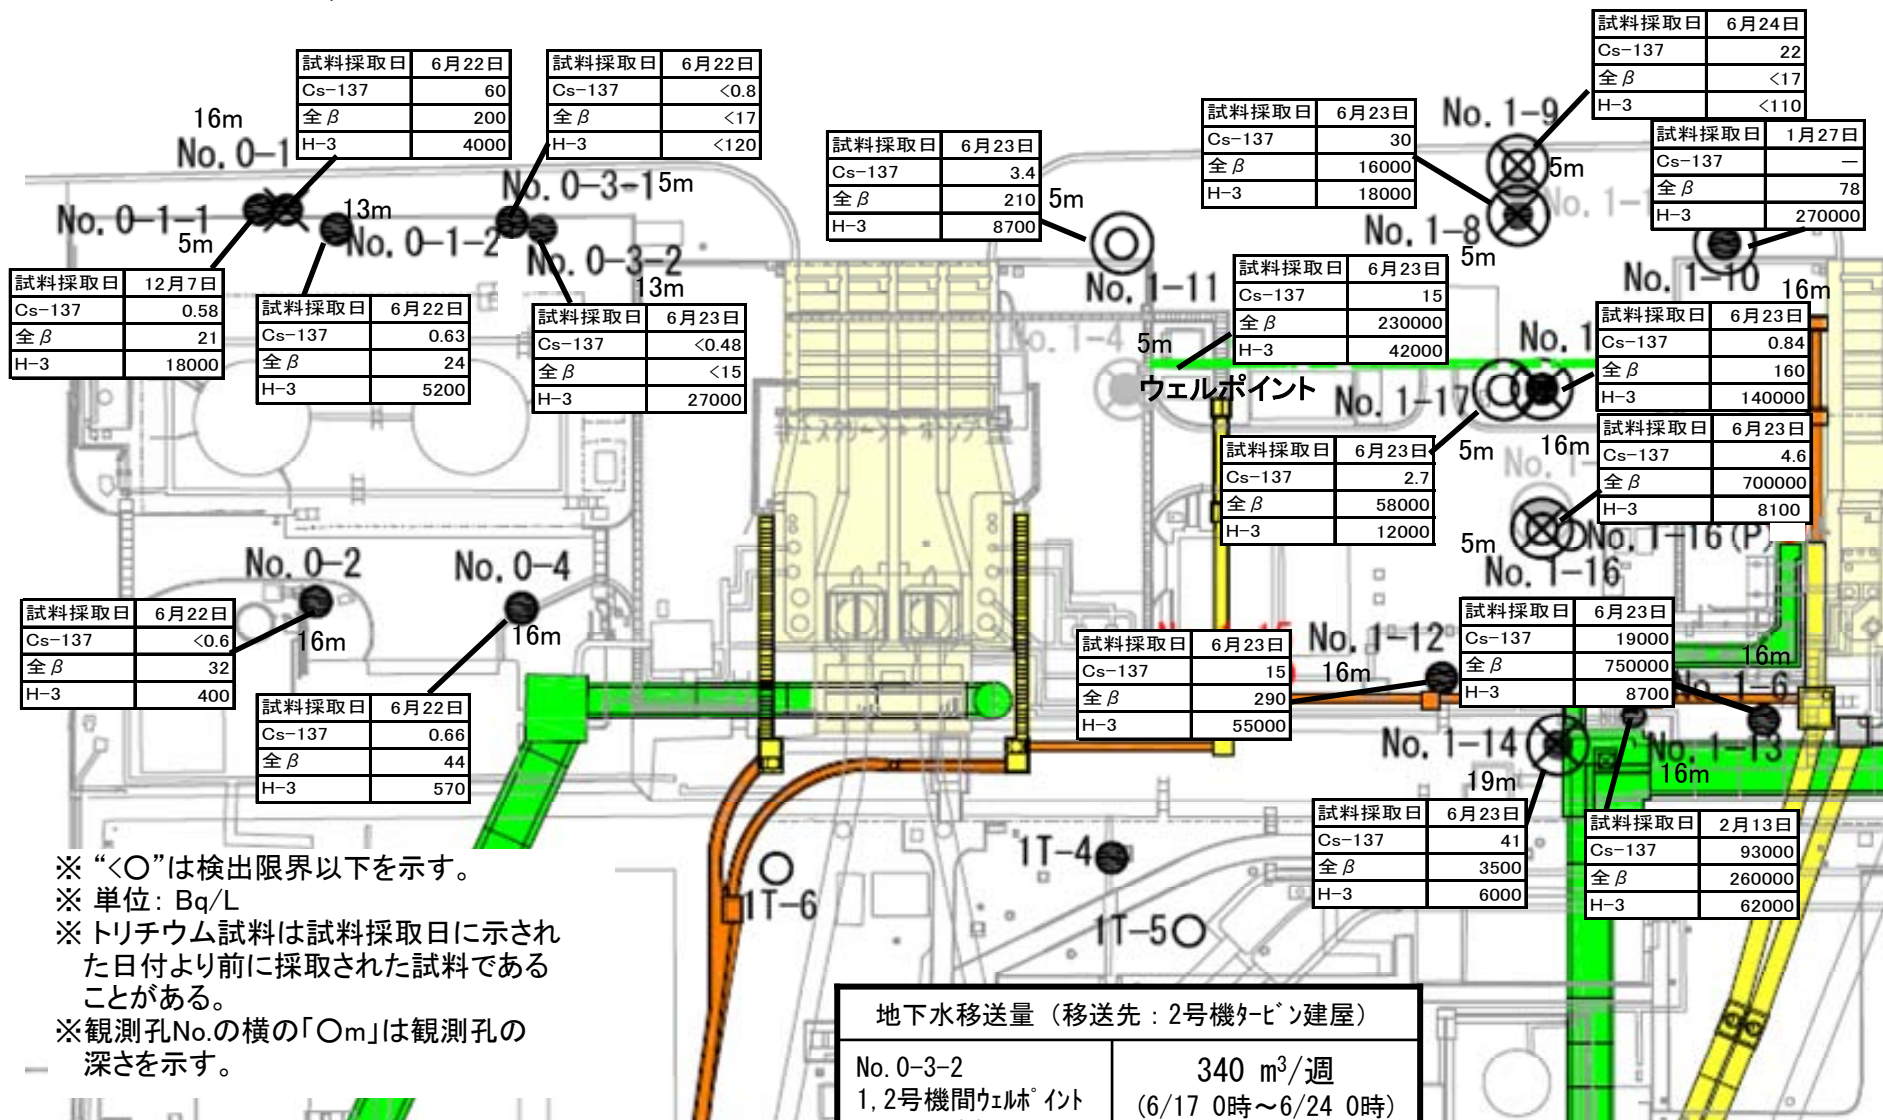 試料採取日 6月22日
Cs-137 60
全β 200
H-3 4000
試料採取日 6月22日
Cs-137 <0.8
全β <17
H-3 <120
試料採取日 6月23日
Cs-137 3.4
全β 210
H-3 8700
試料採取日 6月23日
Cs-137 30
全β 16000
H-3 18000
試料採取日 6月24日
Cs-137 22
全β <17
H-3 <110
試料採取日 1月27日
Cs-137 －
全β 78
H-3 270000
16m
No. 0-1
No. 0-1-1
5m
13m
No. 0-1-2
No. 0-3-1
5m
No. 0-3-2
13m
5m
No. 1-11
No. 1-9
5m
No. 1-8
5m
No. 1-10
16m
試料採取日 12月7日
Cs-137 0.58
全β 21
H-3 18000
試料採取日 6月22日
Cs-137 0.63
全β 24
H-3 5200
試料採取日 6月23日
Cs-137 <0.48
全β <15
H-3 27000
試料採取日 6月23日
Cs-137 15
全β 230000
H-3 42000
試料採取日 6月23日
Cs-137 0.84
全β 160
H-3 140000
No. 1-4
5m
ウェルポイント
No. 1
No. 1-17
5m
16m
試料採取日 6月23日
Cs-137 2.7
全β 58000
H-3 12000
試料採取日 6月23日
Cs-137 4.6
全β 700000
H-3 8100
5m
No. 1-16(P)
No. 1-16
No. 0-2
16m
No. 0-4
16m
試料採取日 6月22日
Cs-137 <0.6
全β 32
H-3 400
試料採取日 6月22日
Cs-137 0.66
全β 44
H-3 570
試料採取日 6月23日
Cs-137 15
全β 290
H-3 55000
No. 1-12
16m
試料採取日 6月23日
Cs-137 19000
全β 750000
H-3 8700
16m
No. 1-6
No. 1-14
19m
No. 1-13
16m
試料採取日 6月23日
Cs-137 41
全β 3500
H-3 6000
試料採取日 2月13日
Cs-137 93000
全β 260000
H-3 62000
1T-4
1T-6
1T-5
※ “<〇”は検出限界以下を示す。
※ 単位: Bq/L
※ トリチウム試料は試料採取日に示され
た日付より前に採取された試料である
ことがある。
※観測孔No.の横の「〇m」は観測孔の
深さを示す。
地下水移送量 (移送先：2号機ﾀｰﾋﾞﾝ建屋)
No. 0-3-2
1, 2号機間ｳｪﾙﾎﾟｲﾝﾄ
340 m³/週
(6/17 0時～6/24 0時)